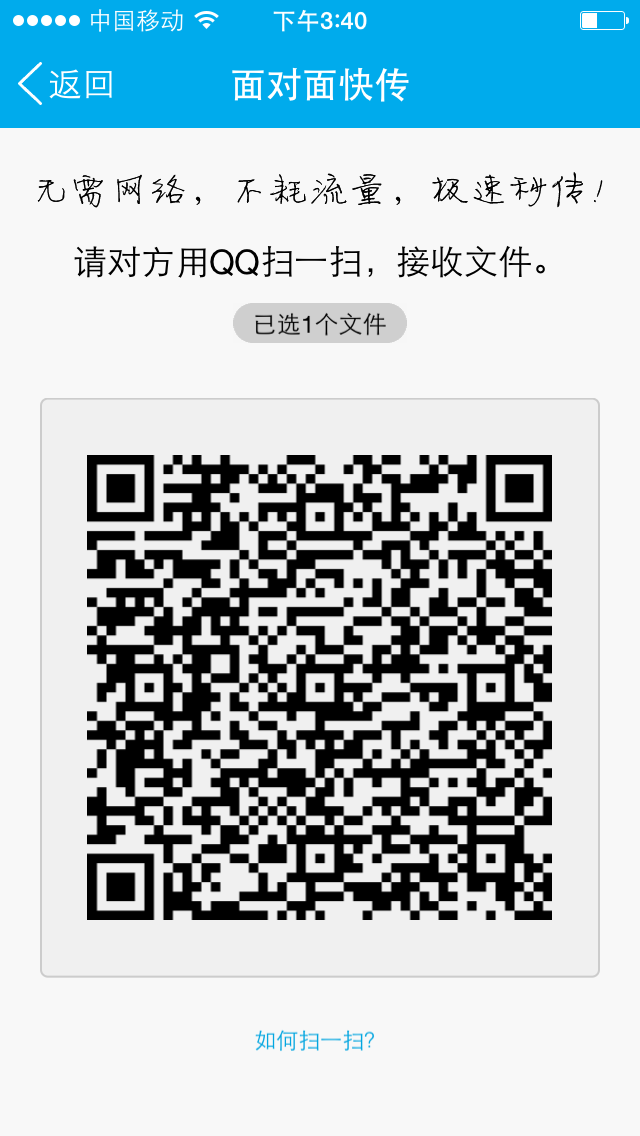 中国移动 下午3:40
返回 面对面快传
无需网络，不耗流量，极速秒传！
请对方用QQ扫一扫，接收文件。
已选1个文件
如何扫一扫？